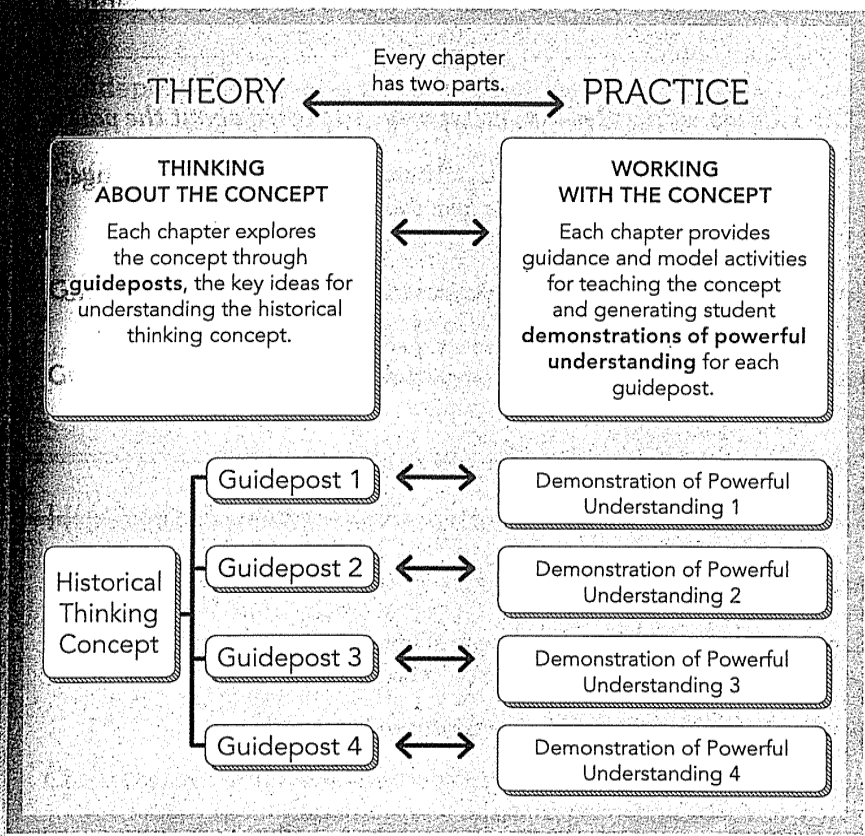 Every chapter
has two parts.
THEORY
PRACTICE
THINKING
ABOUT THE CONCEPT
Each chapter explores
the concept through
guideposts, the key ideas for
understanding the historical
thinking concept.
WORKING
WITH THE CONCEPT
Each chapter provides
guidance and model activities
for teaching the concept
and generating student
demonstrations of powerful
understanding for each
guidepost.
Historical
Thinking
Concept
Guidepost 1
Demonstration of Powerful
Understanding 1
Guidepost 2
Demonstration of Powerful
Understanding 2
Guidepost 3
Demonstration of Powerful
Understanding 3
Guidepost 4
Demonstration of Powerful
Understanding 4